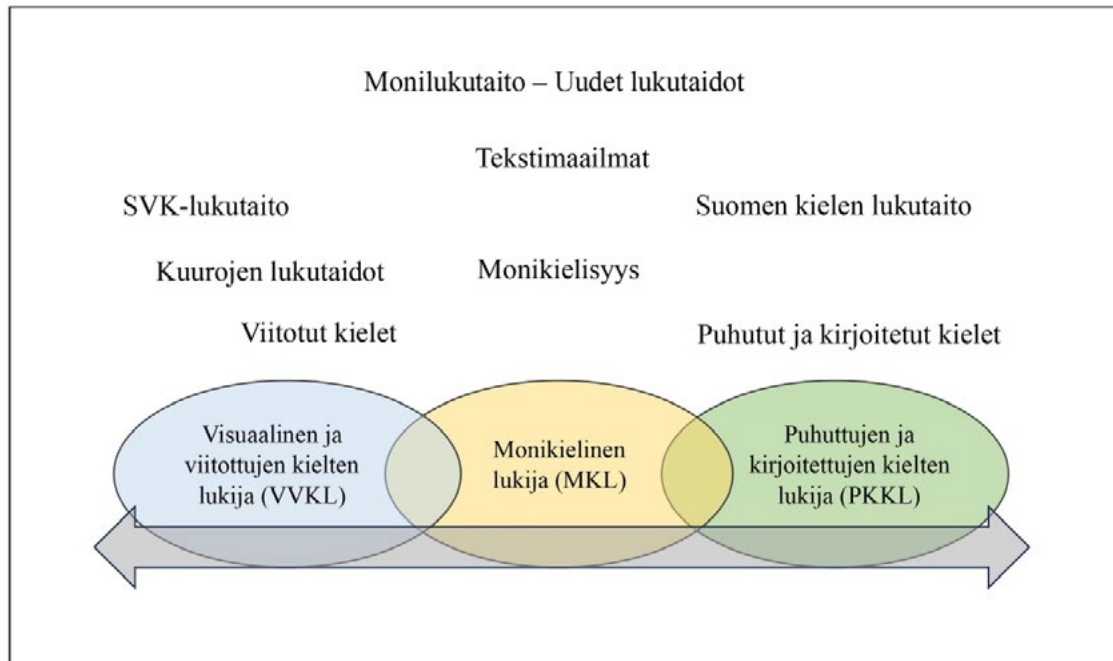 Monilukutaito – Uudet lukutaidot
Tekstimaailmat
SVK-lukutaito
Suomen kielen lukutaito
Kuurojen lukutaidot
Monikielisyys
Viitotut kielet
Puhutut ja kirjoitetut kielet
Visuaalinen ja
viitottujen kielten
lukija (VVKL)
Monikielinen
lukija (MKL)
Puhuttujen ja
kirjoitettujen kielten
lukija (PKKL)